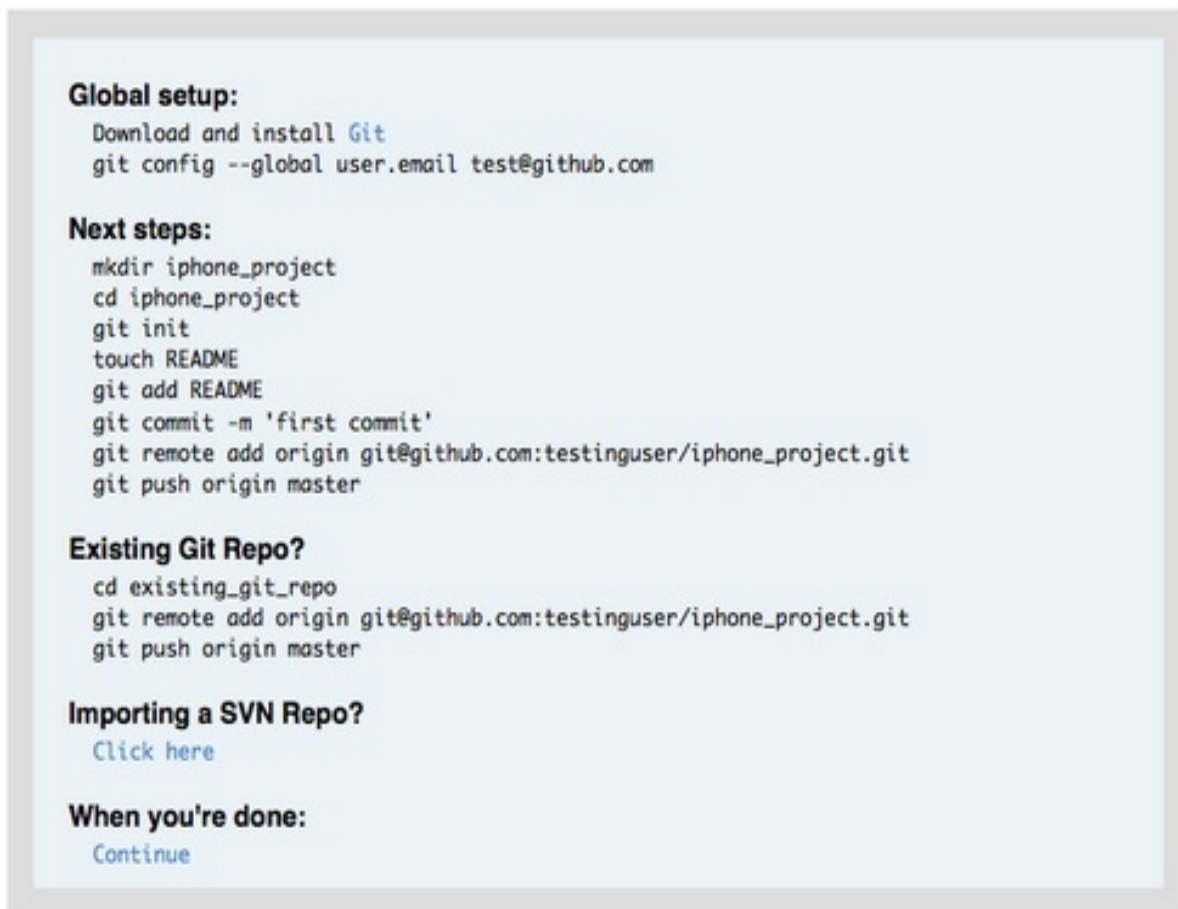 Global setup:
Download and install Git
git config --global user.email test@github.com
Next steps:
mkdir iphone_project
cd iphone_project
git init
touch README
git add README
git commit -m 'first commit'
git remote add origin git@github.com:testinguser/iphone_project.git
git push origin master
Existing Git Repo?
cd existing_git_repo
git remote add origin git@github.com:testinguser/iphone_project.git
git push origin master
Importing a SVN Repo?
Click here
When you're done:
Continue